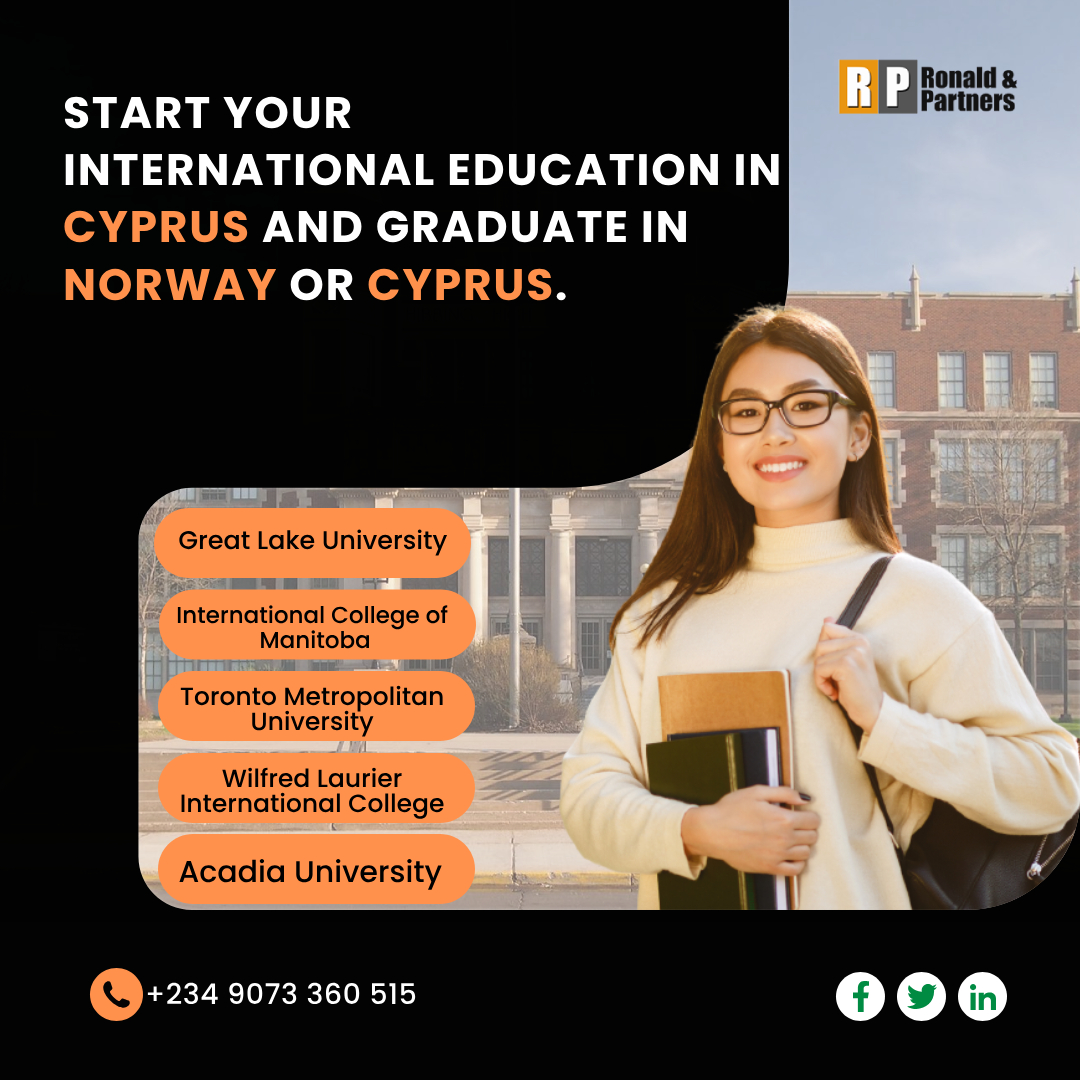 START YOUR
INTERNATIONAL EDUCATION IN
CYPRUS AND GRADUATE IN
NORWAY OR CYPRUS.
RP Ronald &
Partners
Great Lake University
International College of
Manitoba
Toronto Metropolitan
University
Wilfred Laurier
International College
Acadia University
+234 9073 360 515